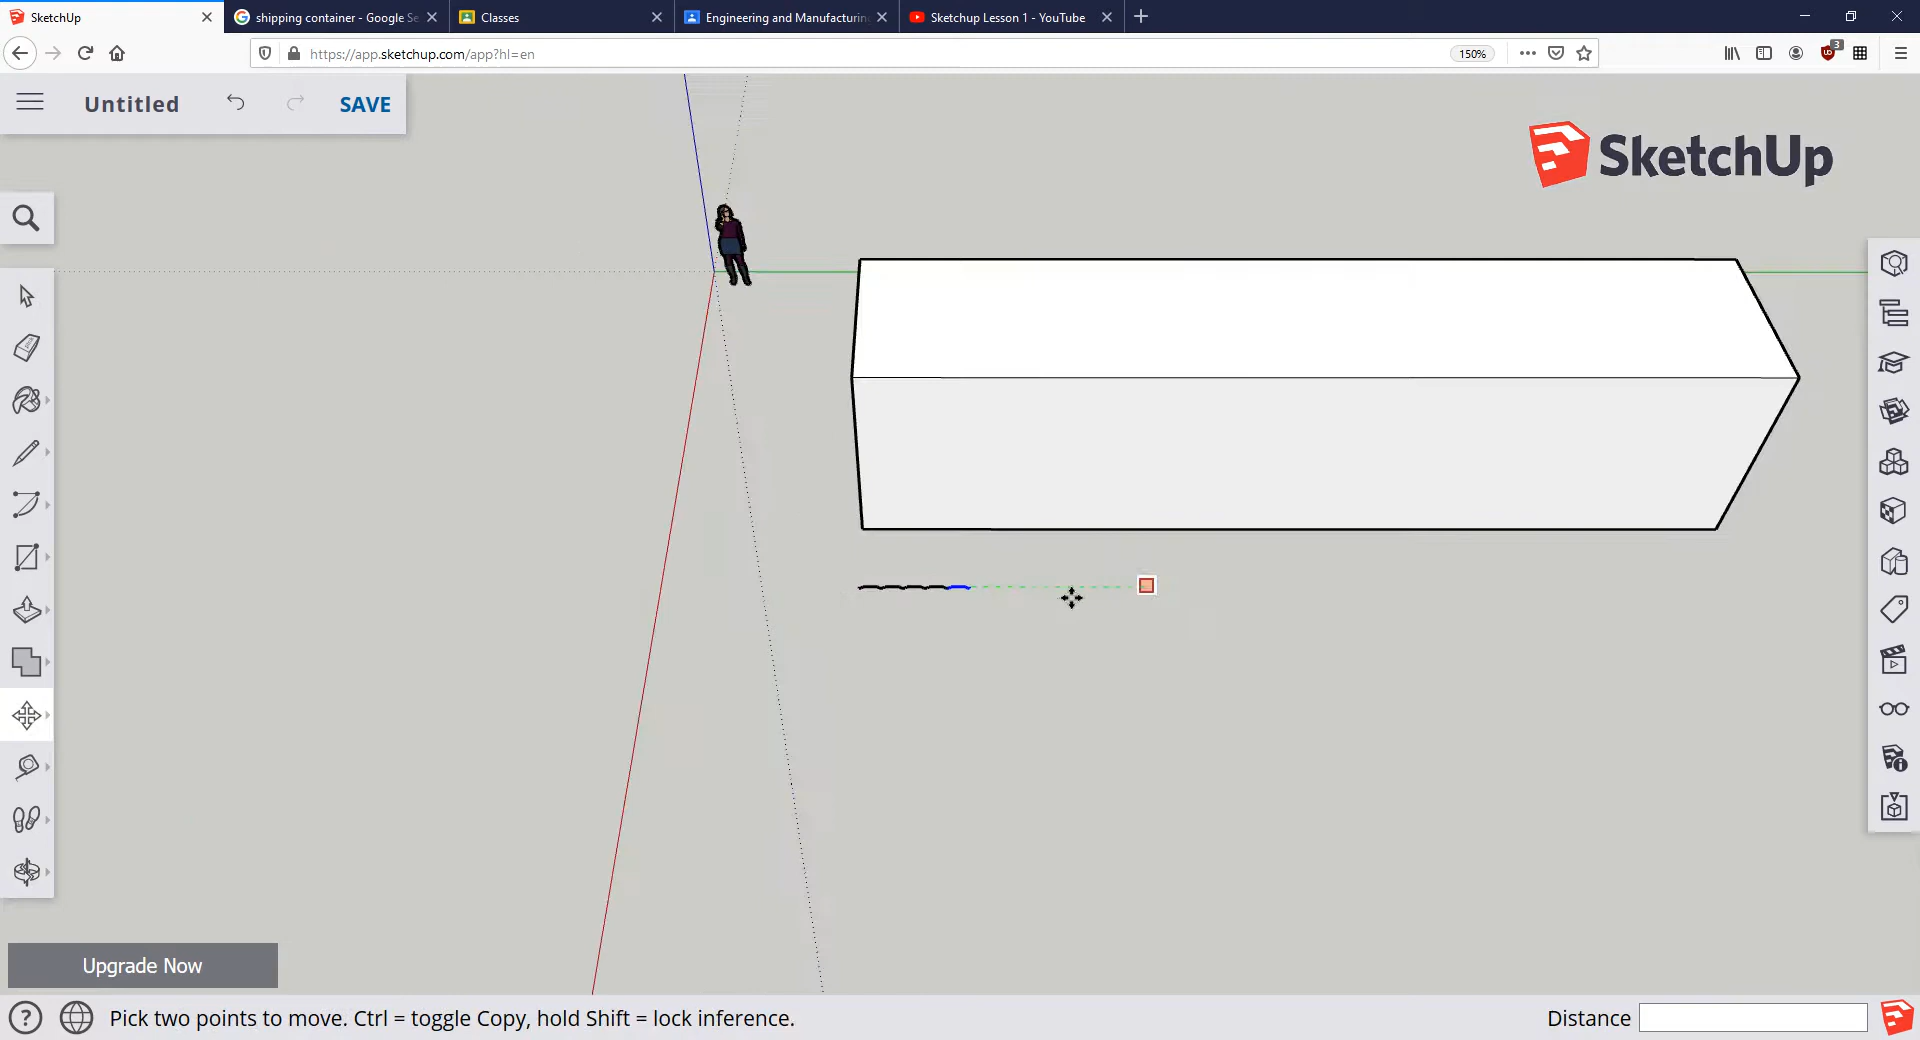 SketchUp
shipping container - Google Se
Classes
Engineering and Manufacturin
Sketchup Lesson 1 - YouTube
https://app.sketchup.com/app?hl=en
150%
3
Untitled
SAVE
SketchUp
Upgrade Now
Pick two points to move. Ctrl = toggle Copy, hold Shift = lock inference.
Distance